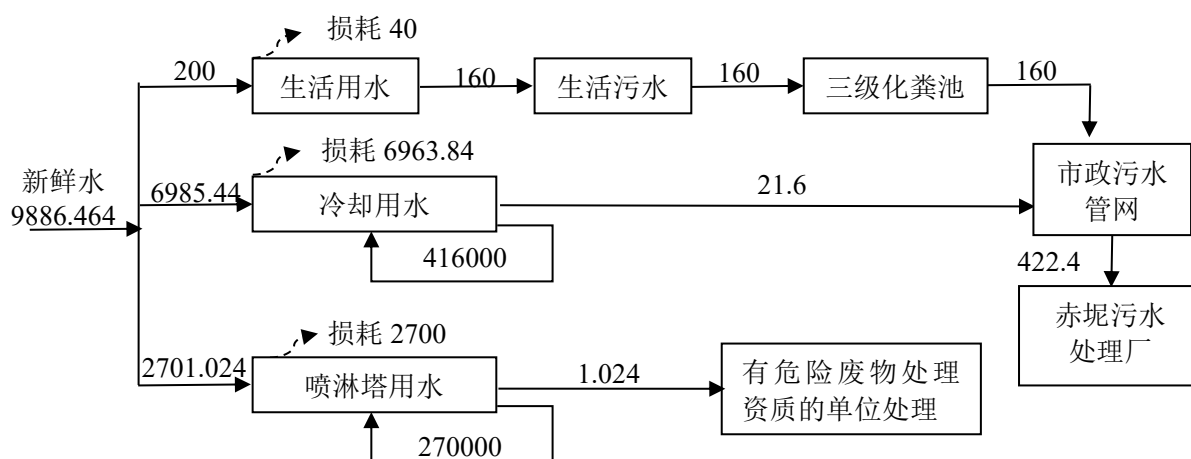 损耗 40
200
生活用水
160
生活污水
160
三级化粪池
160
损耗 6963.84
新鲜水
9886.464
6985.44
冷却用水
21.6
市政污水
管网
416000
422.4
赤坭污水
处理厂
损耗 2700
2701.024
喷淋塔用水
1.024
有危险废物处理
资质的单位处理
270000